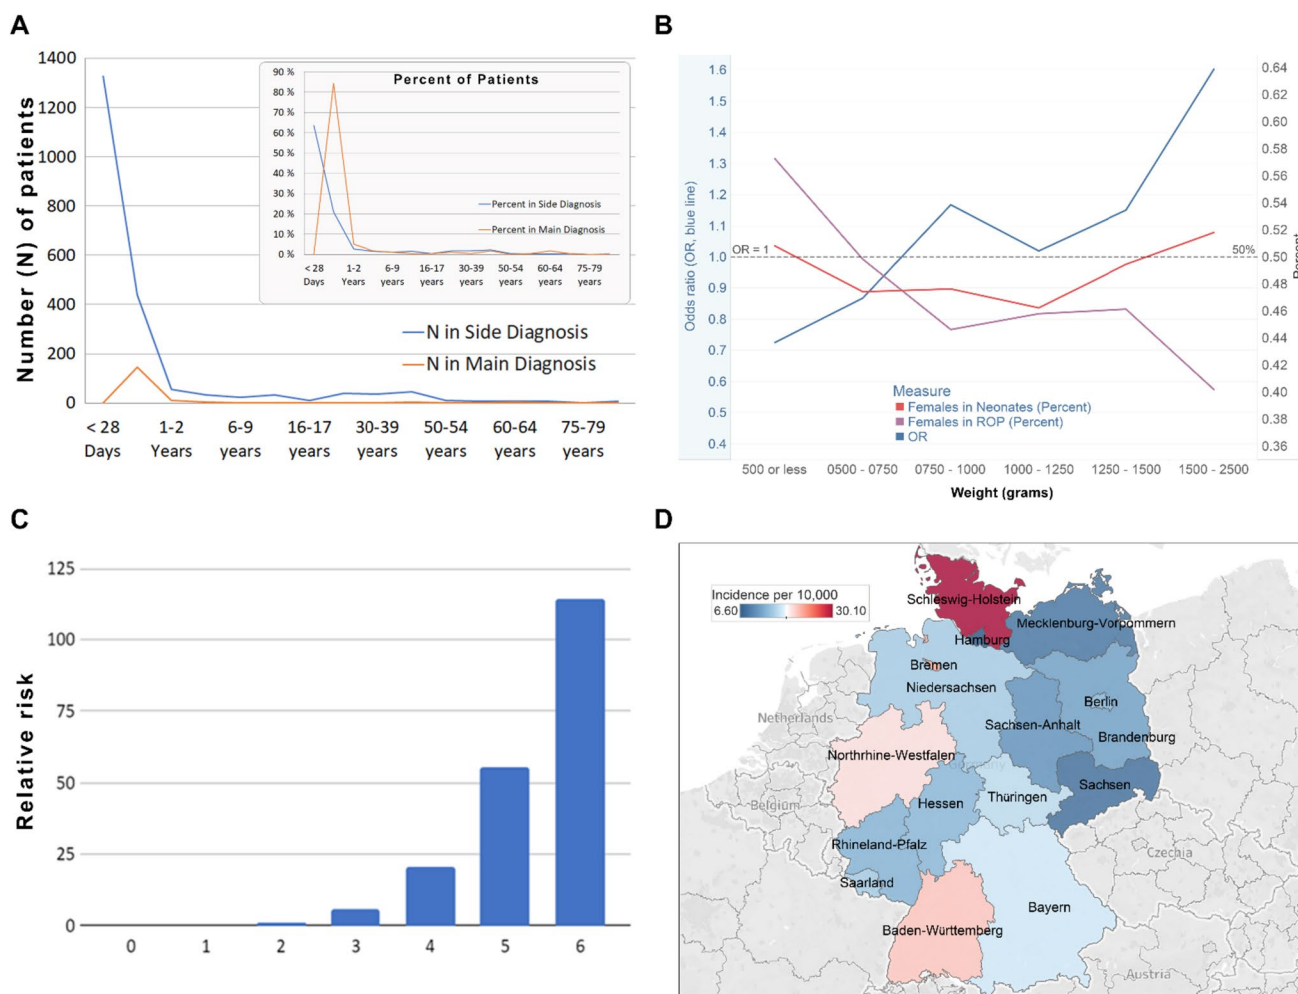 A
1400
1200
1000
800
600
400
200
0
Number (N) of patients
Percent of Patients
90 %
80 %
70 %
60 %
50 %
40 %
30 %
20 %
10 %
0 %
Percent in Side Diagnosis
Percent in Main Diagnosis
< 28 Days
1-2 Years
6-9 years
16-17 years
30-39 years
50-54 years
60-64 years
75-79 years
N in Side Diagnosis
N in Main Diagnosis
< 28 Days
1-2 Years
6-9 years
16-17 years
30-39 years
50-54 years
60-64 years
75-79 years
B
Odds ratio (OR, blue line)
1.6
1.5
1.4
1.3
1.2
1.1
1.0
0.9
0.8
0.7
0.6
0.5
0.4
OR = 1
50%
0.64
0.62
0.60
0.58
0.56
0.54
0.52
0.50
0.48
0.46
0.44
0.42
0.40
0.38
0.36
Percent
Measure
Females in Neonates (Percent)
Females in ROP (Percent)
OR
500 or less
0500 - 0750
0750 - 1000
1000 - 1250
1250 - 1500
1500 - 2500
Weight (grams)
C
Relative risk
125
100
75
50
25
0
0
1
2
3
4
5
6
D
Incidence per 10,000
6.60
30.10
Schleswig-Holstein
Mecklenburg-Vorpommern
Hamburg
Bremen
Niedersachsen
Berlin
Sachsen-Anhalt
Brandenburg
Netherlands
Northrhine-Westfalen
Germany
Sachsen
Thüringen
Hessen
Belgium
Rhineland-Pfalz
Czechia
Saarland
Bayern
Baden-Württemberg
Austria